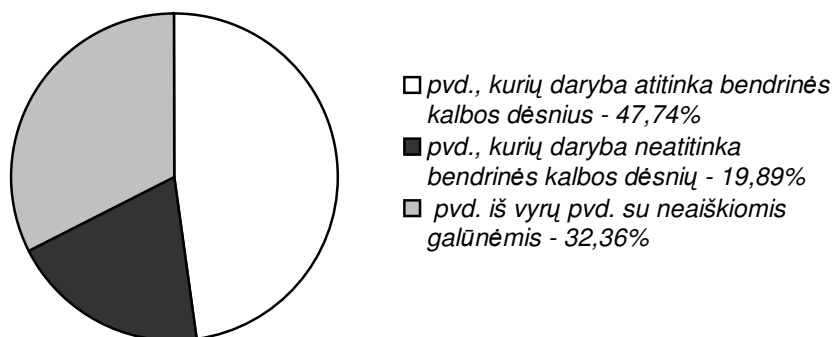 pvd., kurių daryba atitinka bendrinės
kalbos dėsnius - 47,74%
pvd., kurių daryba neatitinka
bendrinės kalbos dėsnių - 19,89%
pvd. iš vyrų pvd. su neaiškiomis
galūnėmis - 32,36%